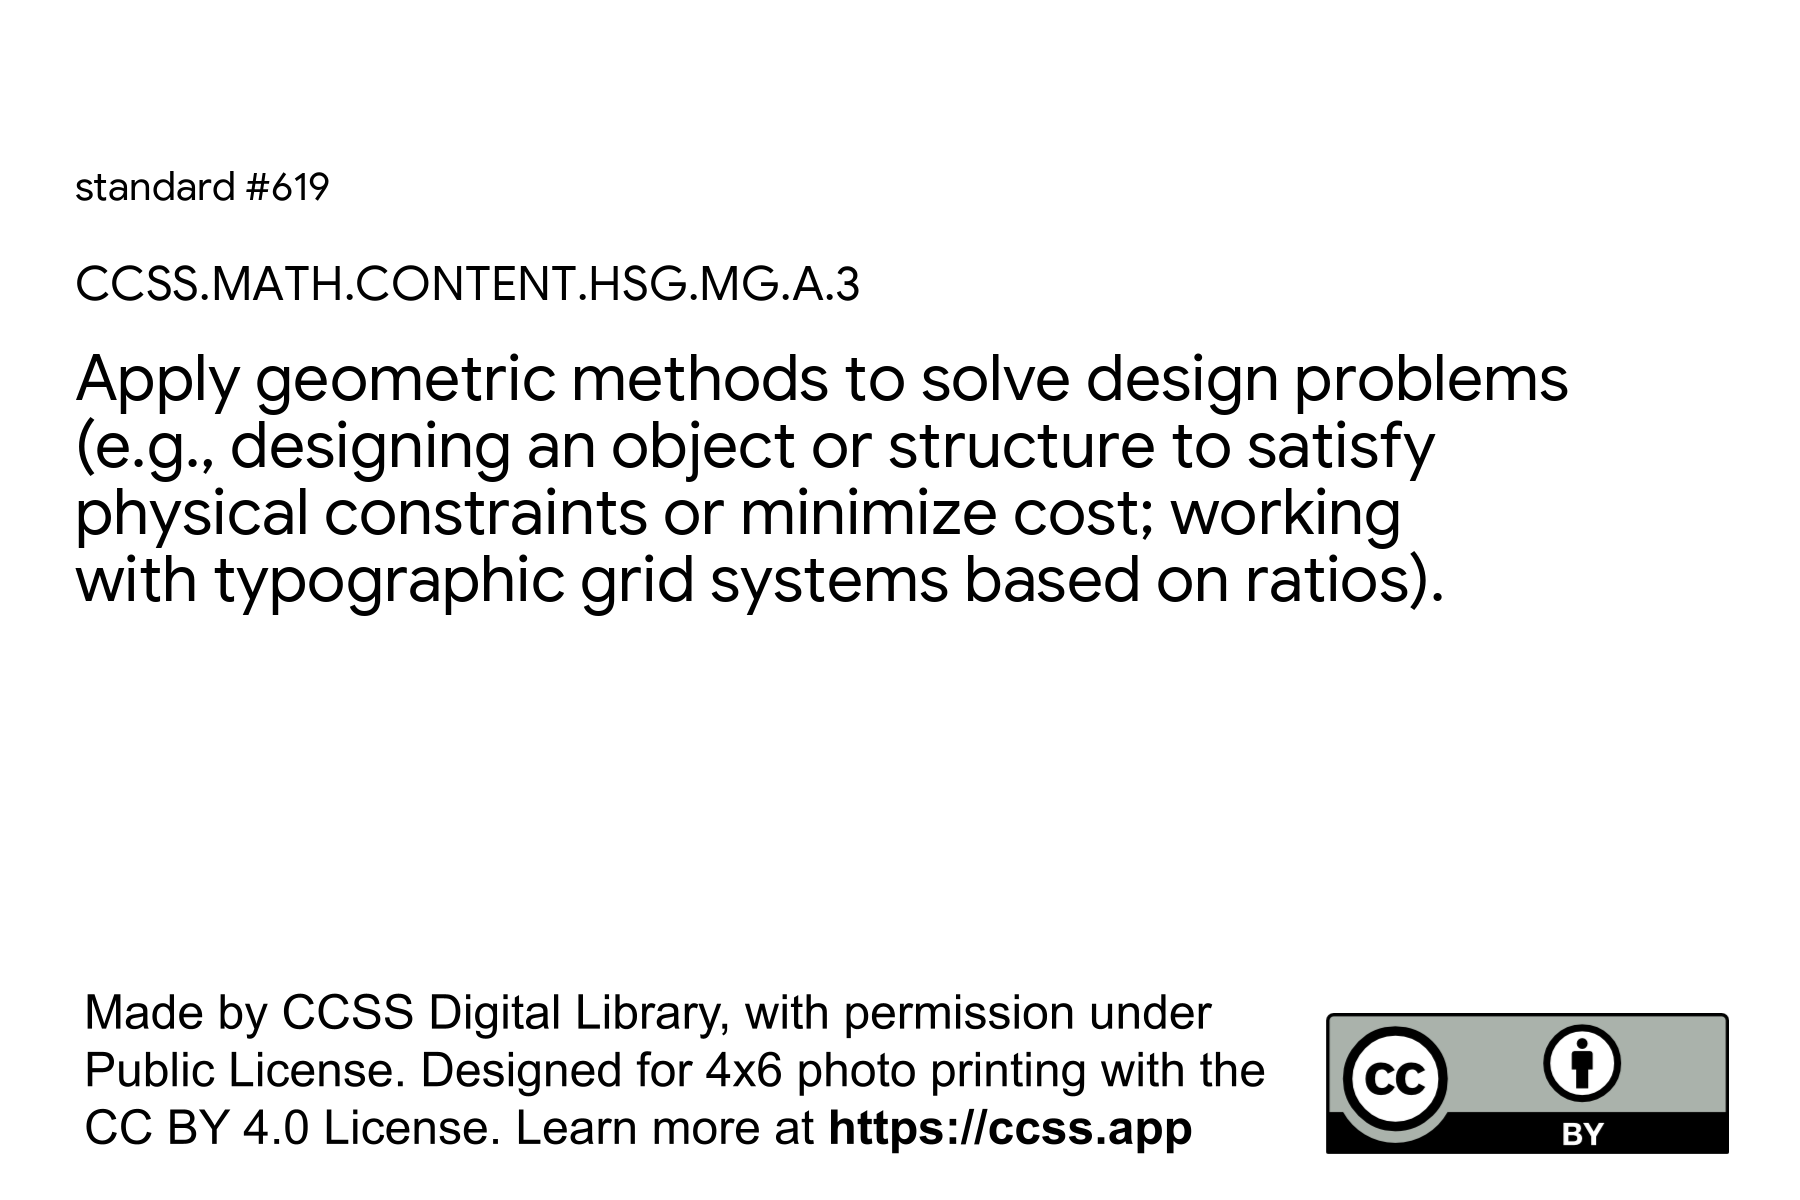 standard #619
CCSS.MATH.CONTENT.HSG.MG.A.3
Apply geometric methods to solve design problems
(e.g., designing an object or structure to satisfy
physical constraints or minimize cost; working
with typographic grid systems based on ratios).
Made by CCSS Digital Library, with permission under
Public License. Designed for 4x6 photo printing with the
CC BY 4.0 License. Learn more at https://ccss.app
cc
BY